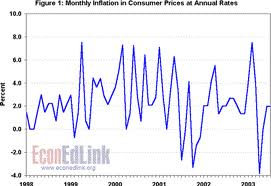 Figure 1: Monthly Inflation in Consumer Prices at Annual Rates
10.0
8.0
6.0
4.0
2.0
0.0
-2.0
-4.0
Percent
EconEdLink
www.econedlink.org
1998 1999 2000 2001 2002 2003